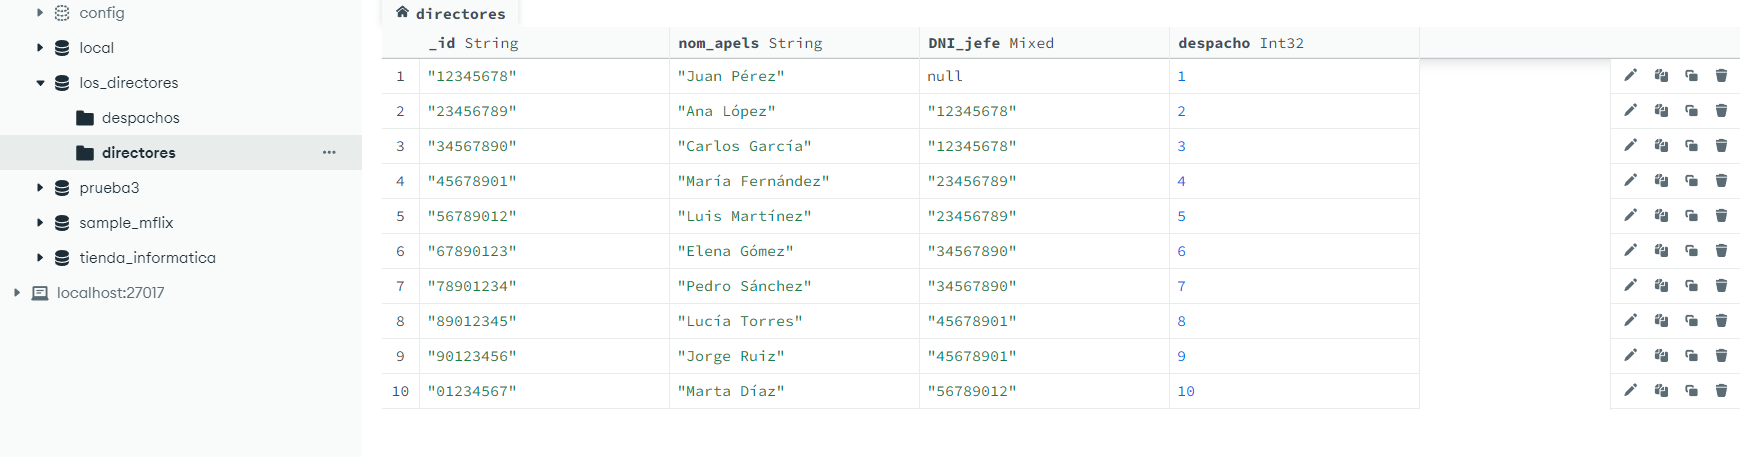 config
local
los_directores
despachos
directores
prueba3
sample_mflix
tienda_informatica
localhost:27017
directores
_id String nom_apels String DNI_jefe Mixed despacho Int32
1 "12345678" "Juan Pérez" null 1
2 "23456789" "Ana López" "12345678" 2
3 "34567890" "Carlos García" "12345678" 3
4 "45678901" "María Fernández" "23456789" 4
5 "56789012" "Luis Martínez" "23456789" 5
6 "67890123" "Elena Gómez" "34567890" 6
7 "78901234" "Pedro Sánchez" "34567890" 7
8 "89012345" "Lucía Torres" "45678901" 8
9 "90123456" "Jorge Ruiz" "45678901" 9
10 "01234567" "Marta Díaz" "56789012" 10